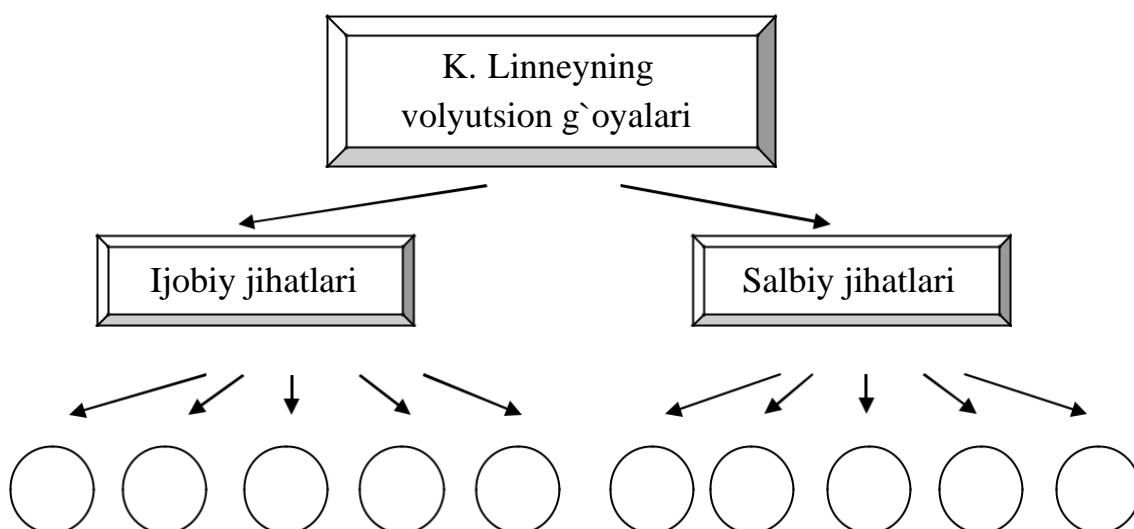 K. Linneyning
volyutsion g`oyalari
Ijobiy jihatlari
Salbiy jihatlari